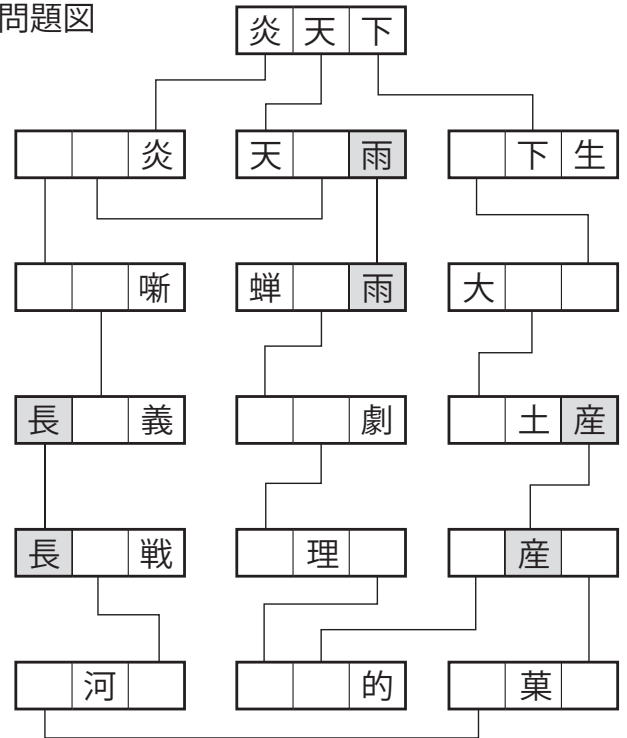 問題図
炎天下
炎 天 雨 下生
噺 蝉 雨 大
長 義 劇 土産
長 戦 理 産
河 的 菓